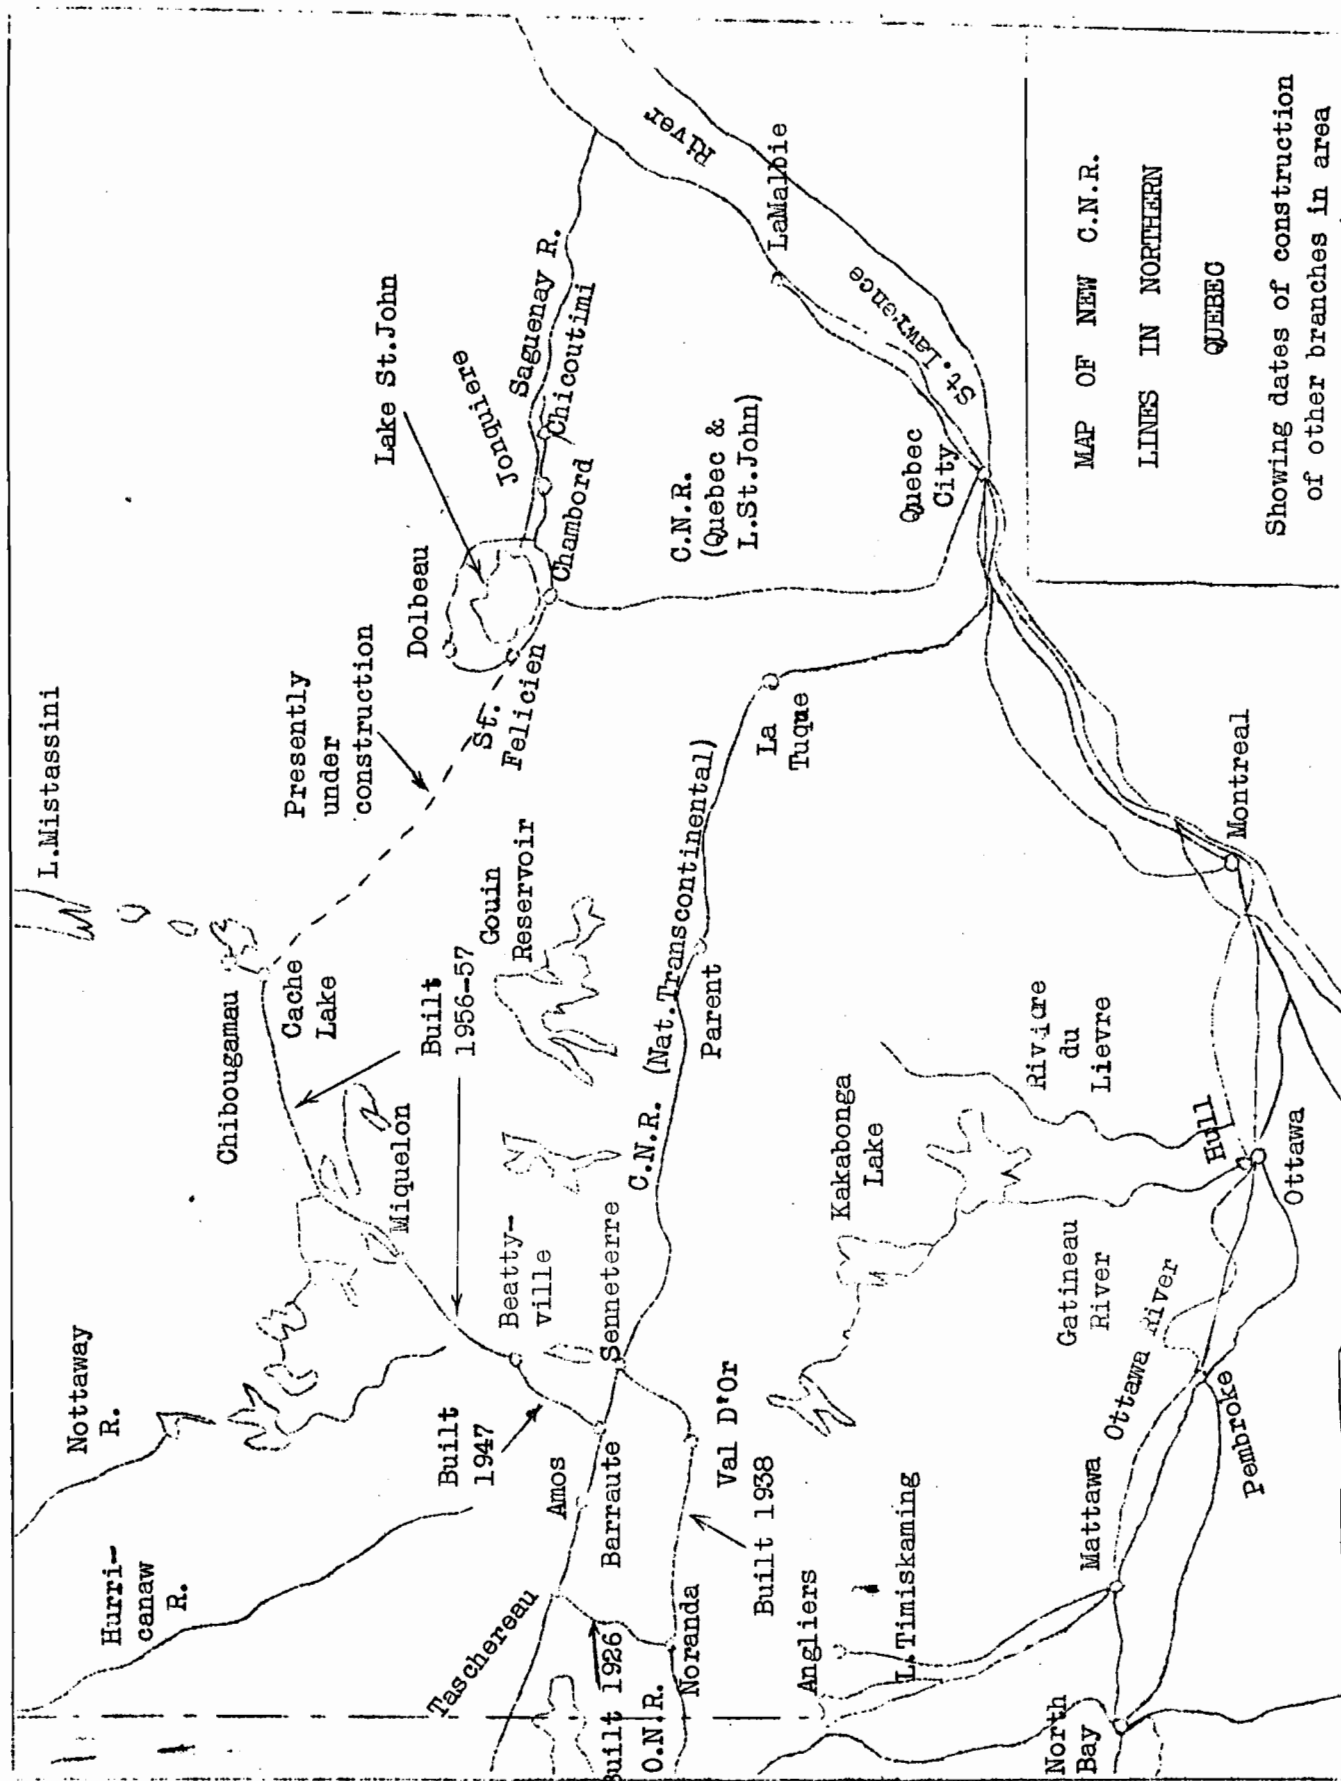 MAP OF NEW C.N.R.
LINES IN NORTHERN
QUEBEC
Showing dates of construction
of other branches in area
L.Mistassini
Nottaway
R.
Hurri-
canaw
R.
Chibougamau
Cache
Lake
Presently
under
construction
Lake St.John
Dolbeau
Jonquiere
Saguenay R.
Chicoutimi
Chambord
St.
Felicien
Built
1956-57
Gouin
Reservoir
Miquelon
Beatty-
ville
Built
1947
Senneterre
Amos
Barraute
Taschereau
Built 1926
O.N.R.
Noranda
Val D'Or
Built 1938
C.N.R. (Nat.Transcontinental)
Parent
La
Tuque
C.N.R.
(Quebec &
L.St.John)
River
LaMalbie
St.Lawrence
Quebec
City
Kakabonga
Lake
Riviere
du
Lievre
Gatineau
River
Angliers
L.Timiskaming
Mattawa
Ottawa River
Pembroke
North
Bay
Hull
Ottawa
Montreal